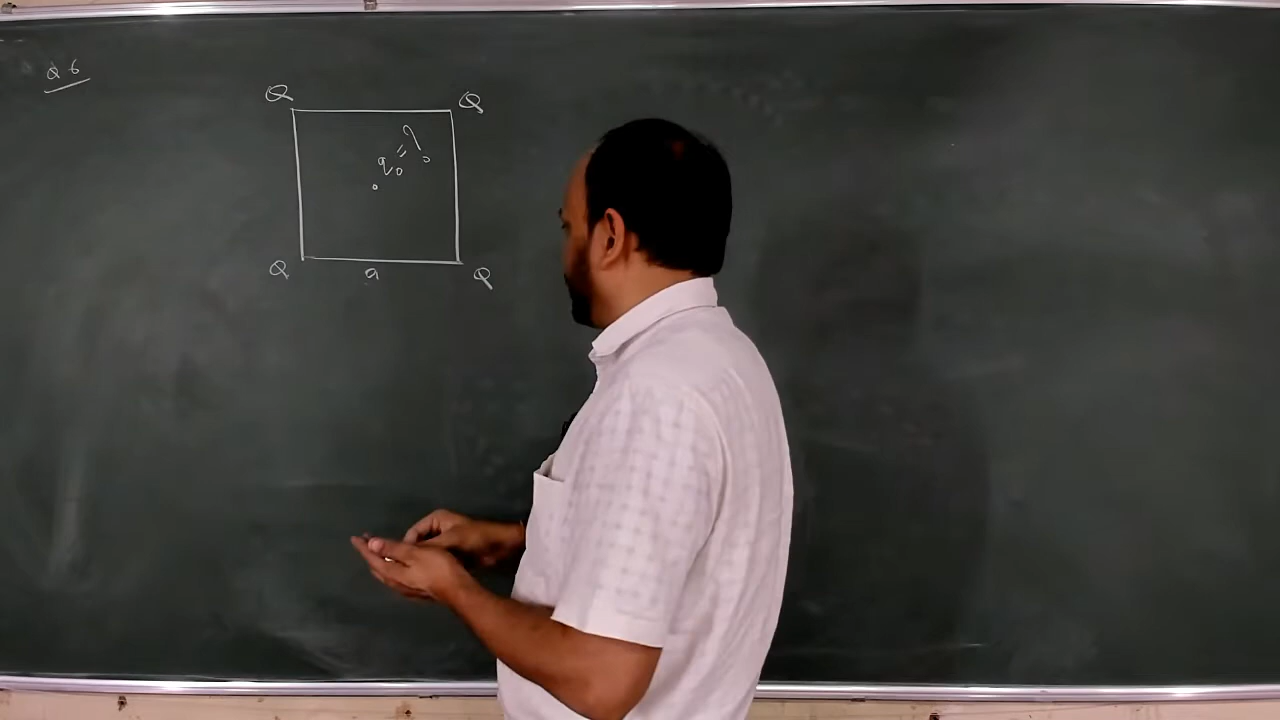 Q 6
Q Q
q₀ = ?
Q a Q